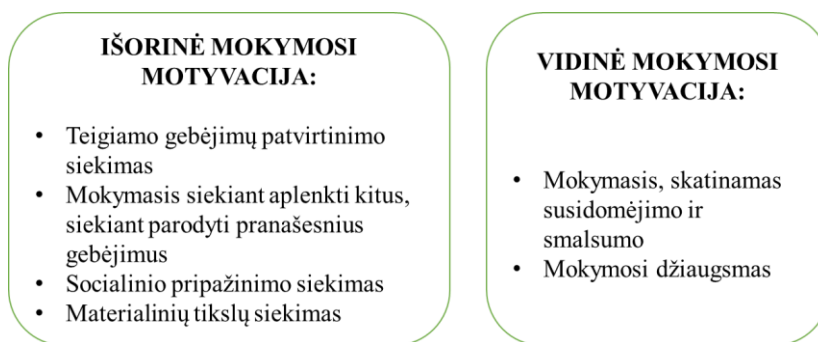 IŠORINĖ MOKYMOSI
MOTYVACIJA:
• Teigiamo gebėjimų patvirtinimo
siekimas
• Mokymasis siekiant aplenkti kitus,
siekiant parodyti pranašesnius
gebėjimus
• Socialinio pripažinimo siekimas
• Materialinių tikslų siekimas
VIDINĖ MOKYMOSI
MOTYVACIJA:
• Mokymasis, skatinamas
susidomėjimo ir
smalsumo
• Mokymosi džiaugsmas